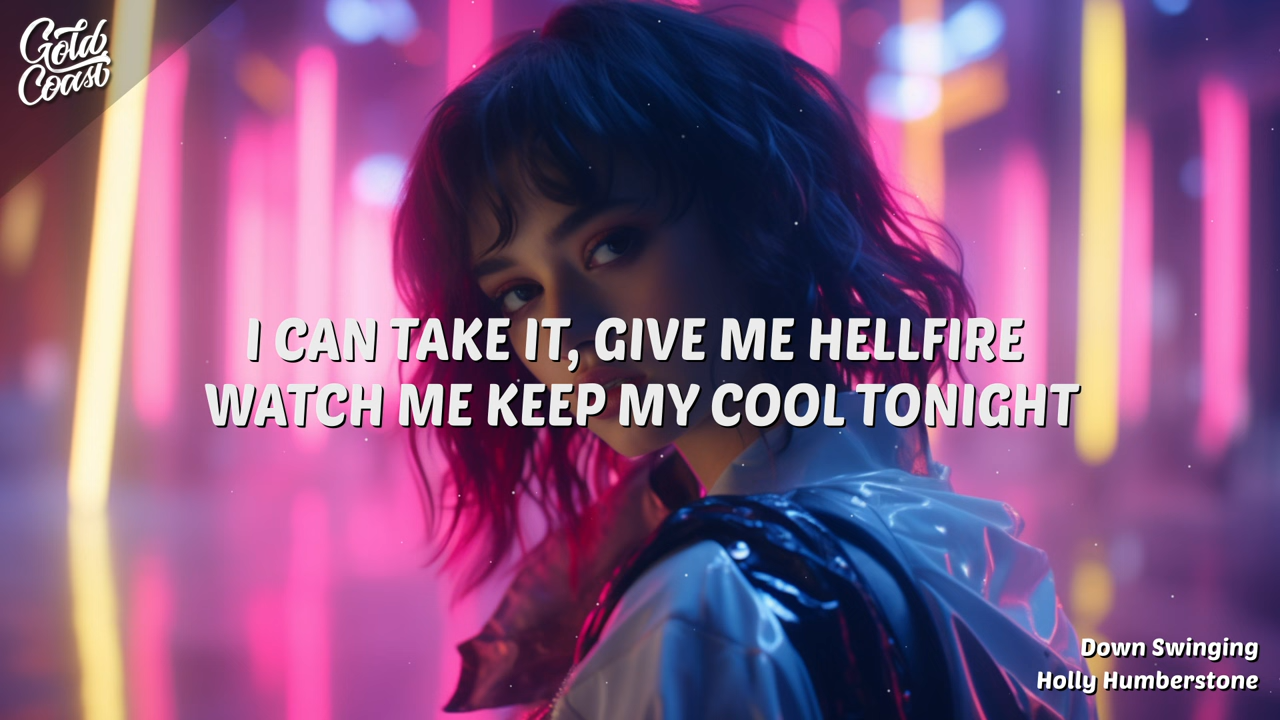 Gold
Coast
I CAN TAKE IT, GIVE ME HELLFIRE
WATCH ME KEEP MY COOL TONIGHT
Down Swinging
Holly Humberstone